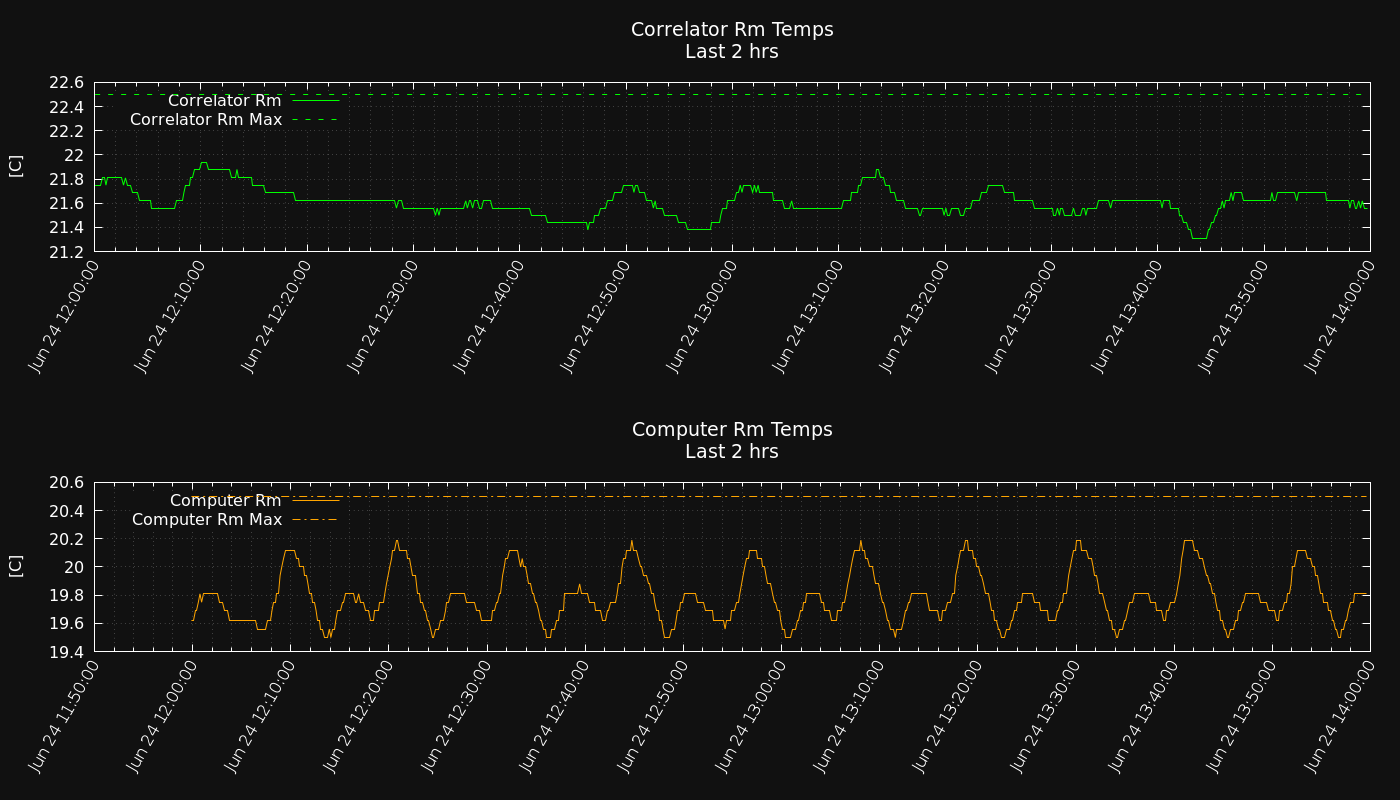 Correlator Rm Temps
Last 2 hrs
22.6
22.4
22.2
22
21.8
21.6
21.4
21.2
[C]
Correlator Rm
Correlator Rm Max
Jun 24 12:00:00
Jun 24 12:10:00
Jun 24 12:20:00
Jun 24 12:30:00
Jun 24 12:40:00
Jun 24 12:50:00
Jun 24 13:00:00
Jun 24 13:10:00
Jun 24 13:20:00
Jun 24 13:30:00
Jun 24 13:40:00
Jun 24 13:50:00
Jun 24 14:00:00
Computer Rm Temps
Last 2 hrs
20.6
20.4
20.2
20
19.8
19.6
19.4
[C]
Computer Rm
Computer Rm Max
Jun 24 11:50:00
Jun 24 12:00:00
Jun 24 12:10:00
Jun 24 12:20:00
Jun 24 12:30:00
Jun 24 12:40:00
Jun 24 12:50:00
Jun 24 13:00:00
Jun 24 13:10:00
Jun 24 13:20:00
Jun 24 13:30:00
Jun 24 13:40:00
Jun 24 13:50:00
Jun 24 14:00:00